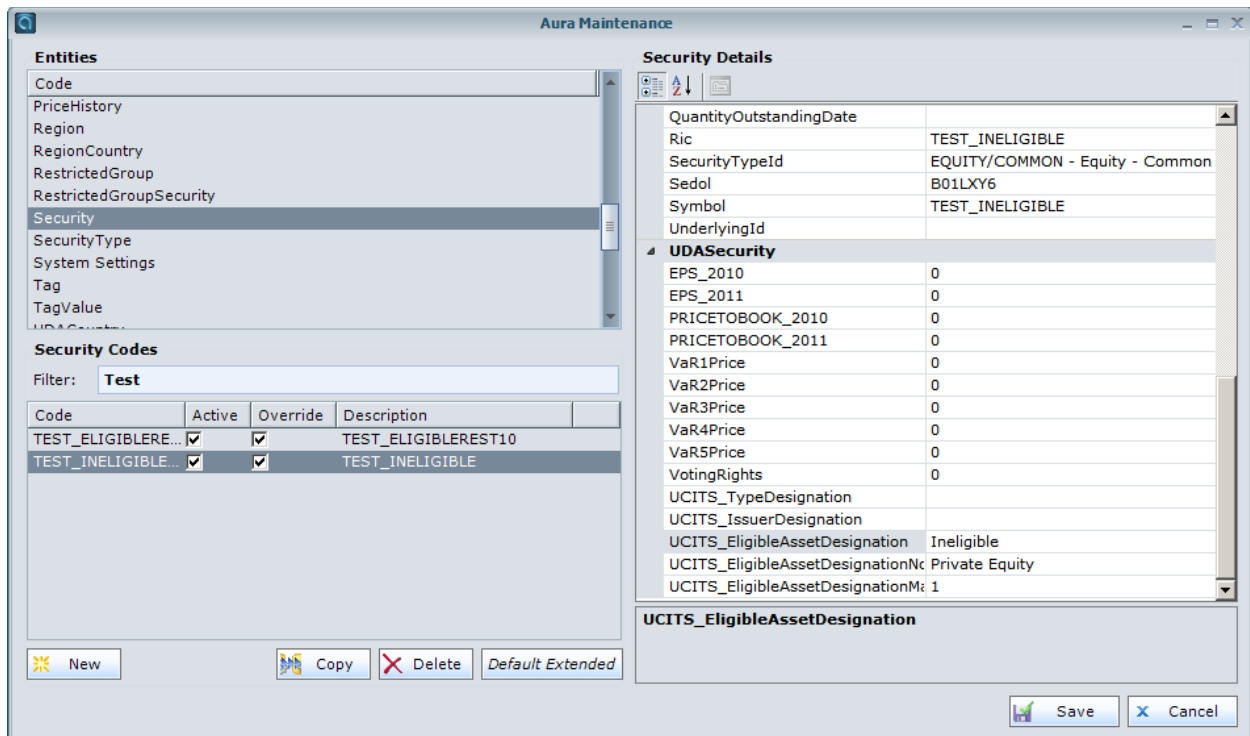 Aura Maintenance
Entities
Code
PriceHistory
Region
RegionCountry
RestrictedGroup
RestrictedGroupSecurity
Security
SecurityType
System Settings
Tag
TagValue
UDACountry
Security Codes
Filter: Test
Code Active Override Description
TEST_ELIGIBLERE... TEST_ELIGIBLEREST10
TEST_INELIGIBLE... TEST_INELIGIBLE
New Copy Delete Default Extended
Security Details
QuantityOutstandingDate
Ric TEST_INELIGIBLE
SecurityTypeId EQUITY/COMMON - Equity - Common
Sedol B01LXY6
Symbol TEST_INELIGIBLE
UnderlyingId
UDASecurity
EPS_2010 0
EPS_2011 0
PRICETOBOOK_2010 0
PRICETOBOOK_2011 0
VaR1Price 0
VaR2Price 0
VaR3Price 0
VaR4Price 0
VaR5Price 0
VotingRights 0
UCITS_TypeDesignation
UCITS_IssuerDesignation
UCITS_EligibleAssetDesignation Ineligible
UCITS_EligibleAssetDesignationNo Private Equity
UCITS_EligibleAssetDesignationMa 1
UCITS_EligibleAssetDesignation
Save Cancel